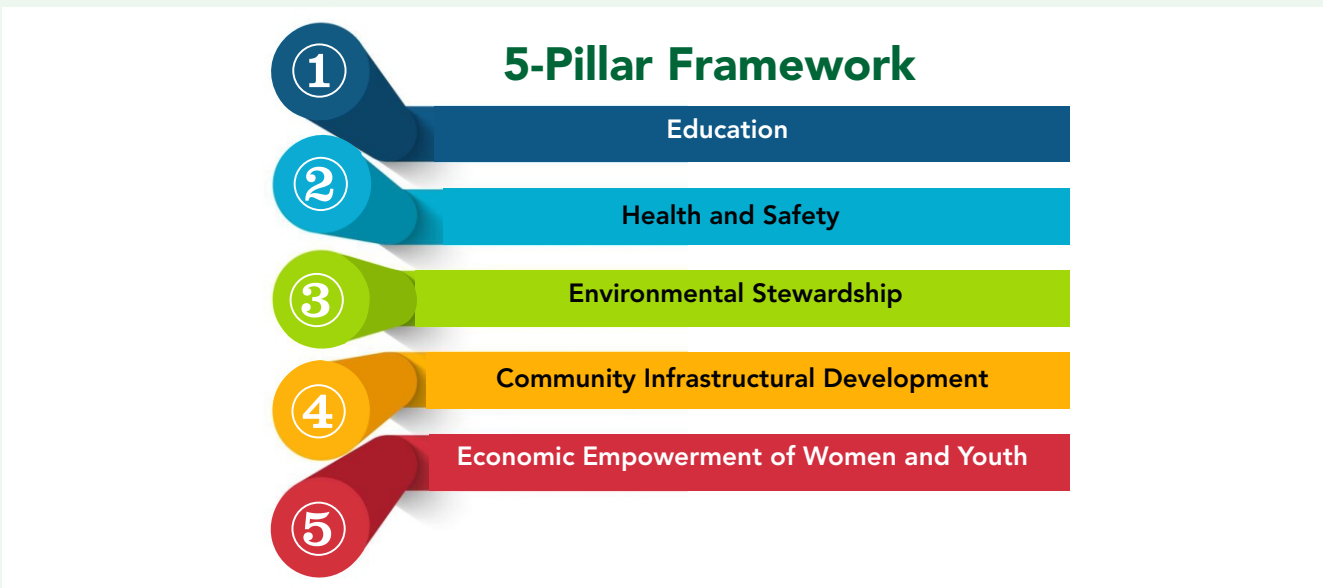 5-Pillar Framework
① Education
② Health and Safety
③ Environmental Stewardship
④ Community Infrastructural Development
⑤ Economic Empowerment of Women and Youth